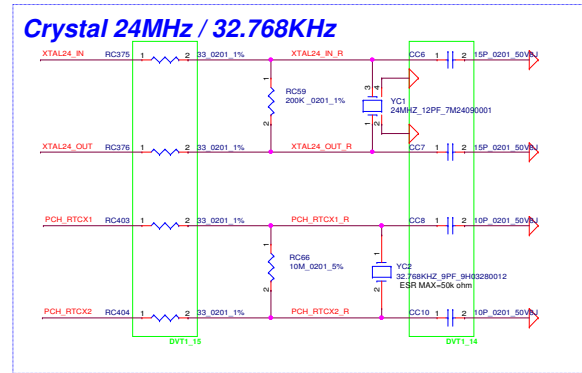 Crystal 24MHz / 32.768KHz
XTAL24_IN RC375 1 2 33_0201_1% XTAL24_IN_R CC6 1 2 15P_0201_50V8J
1
RC59
200K _0201_1%
2
3 4
YC1
24MHZ_12PF_7M24090001
1 2
XTAL24_OUT RC376 1 2 33_0201_1% XTAL24_OUT_R CC7 1 2 15P_0201_50V8J
PCH_RTCX1 RC403 1 2 33_0201_1% PCH_RTCX1_R CC8 1 2 10P_0201_50V8J
1
RC66
10M_0201_5%
2
1
YC2
32.768KHZ_9PF_9H03280012
ESR MAX=50k ohm
2
PCH_RTCX2 RC404 1 2 33_0201_1% PCH_RTCX2_R CC10 1 2 10P_0201_50V8J
DVT1_15 DVT1_14